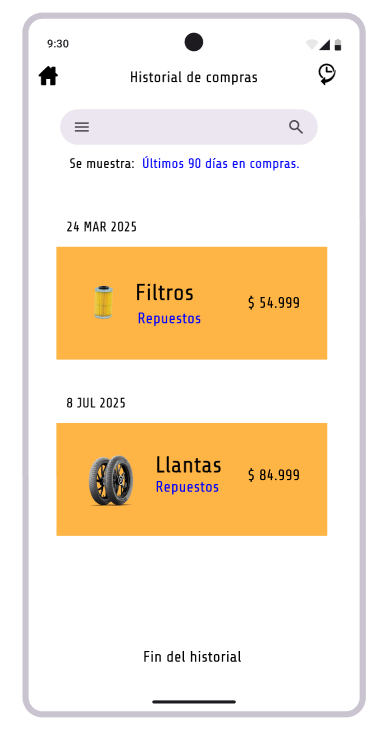 9:30
Historial de compras
Se muestra: Últimos 90 días en compras.
24 MAR 2025
Filtros
Repuestos
$ 54.999
8 JUL 2025
Llantas
Repuestos
$ 84.999
Fin del historial